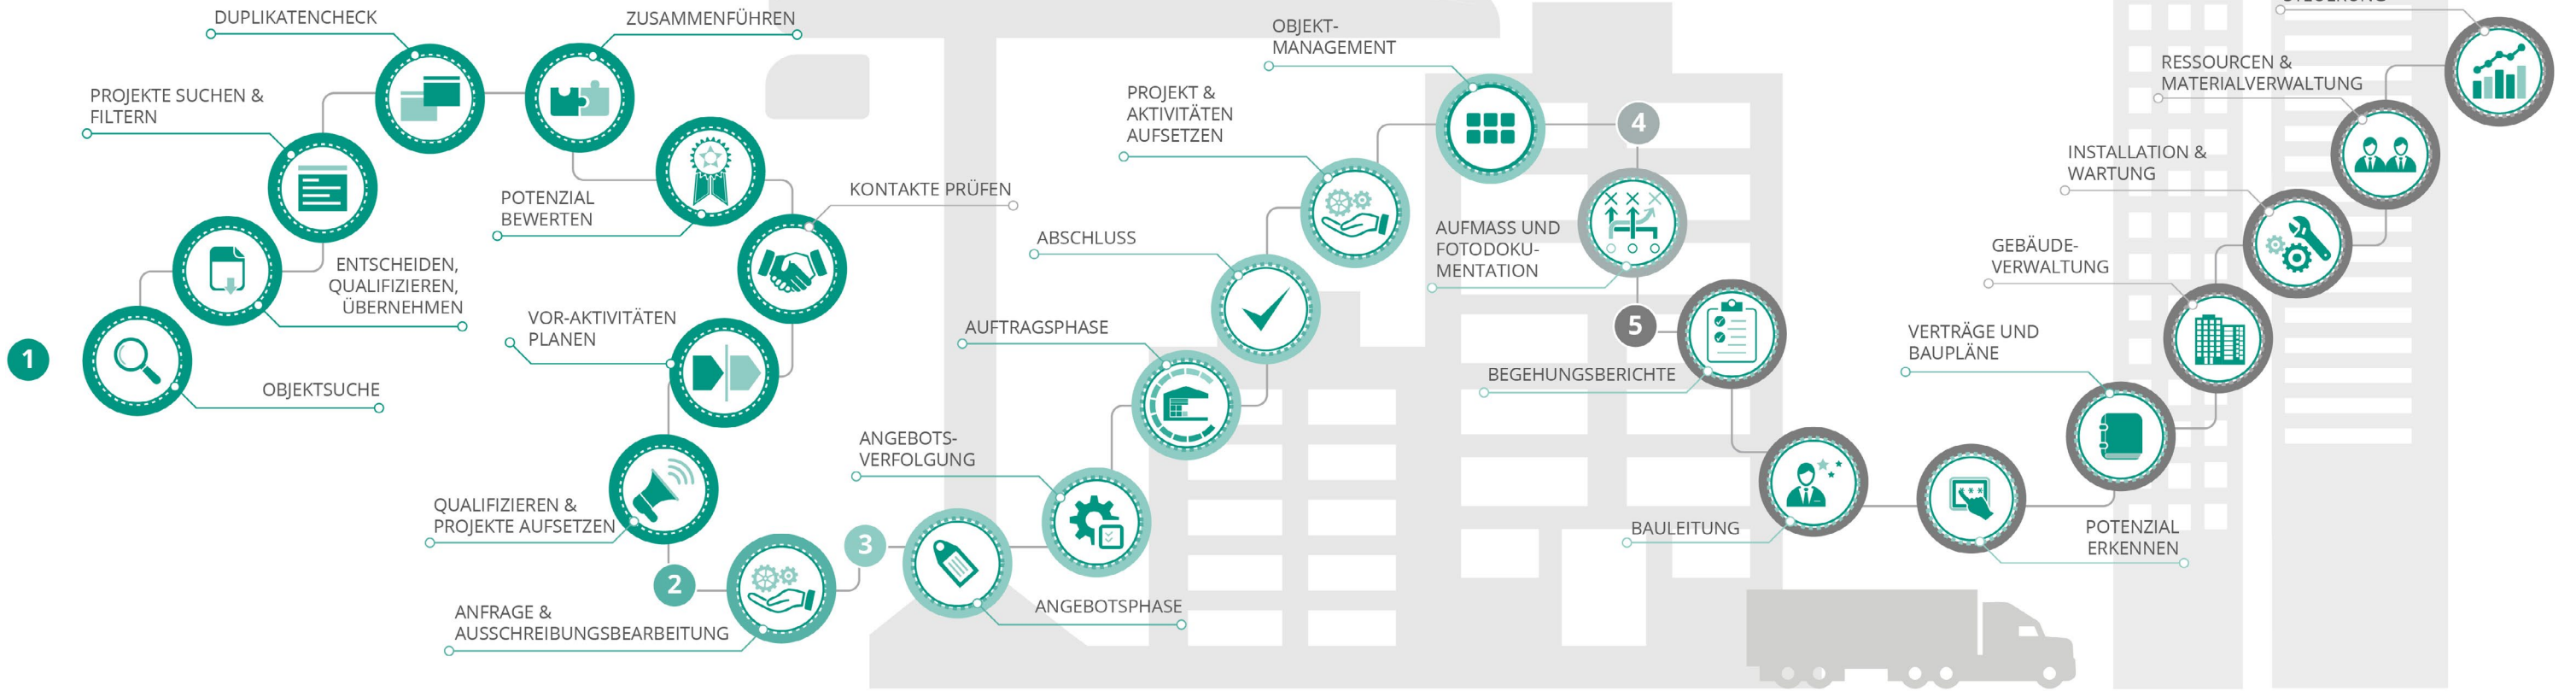 1
OBJEKTSUCHE
ENTSCHEIDEN,
QUALIFIZIEREN,
ÜBERNEHMEN
PROJEKTE SUCHEN &
FILTERN
DUPLIKATENCHECK
ZUSAMMENFÜHREN
POTENZIAL
BEWERTEN
KONTAKTE PRÜFEN
VOR-AKTIVITÄTEN
PLANEN
QUALIFIZIEREN &
PROJEKTE AUFSETZEN
2
ANFRAGE &
AUSSCHREIBUNGSBEARBEITUNG
3
ANGEBOTSPHASE
ANGEBOTS-
VERFOLGUNG
AUFTRAGSPHASE
ABSCHLUSS
PROJEKT &
AKTIVITÄTEN
AUFSETZEN
OBJEKT-
MANAGEMENT
4
AUFMASS UND
FOTODOKU-
MENTATION
5
BEGEHUNGSBERICHTE
BAULEITUNG
POTENZIAL
ERKENNEN
VERTRÄGE UND
BAUPLÄNE
GEBÄUDE-
VERWALTUNG
INSTALLATION &
WARTUNG
RESSOURCEN &
MATERIALVERWALTUNG